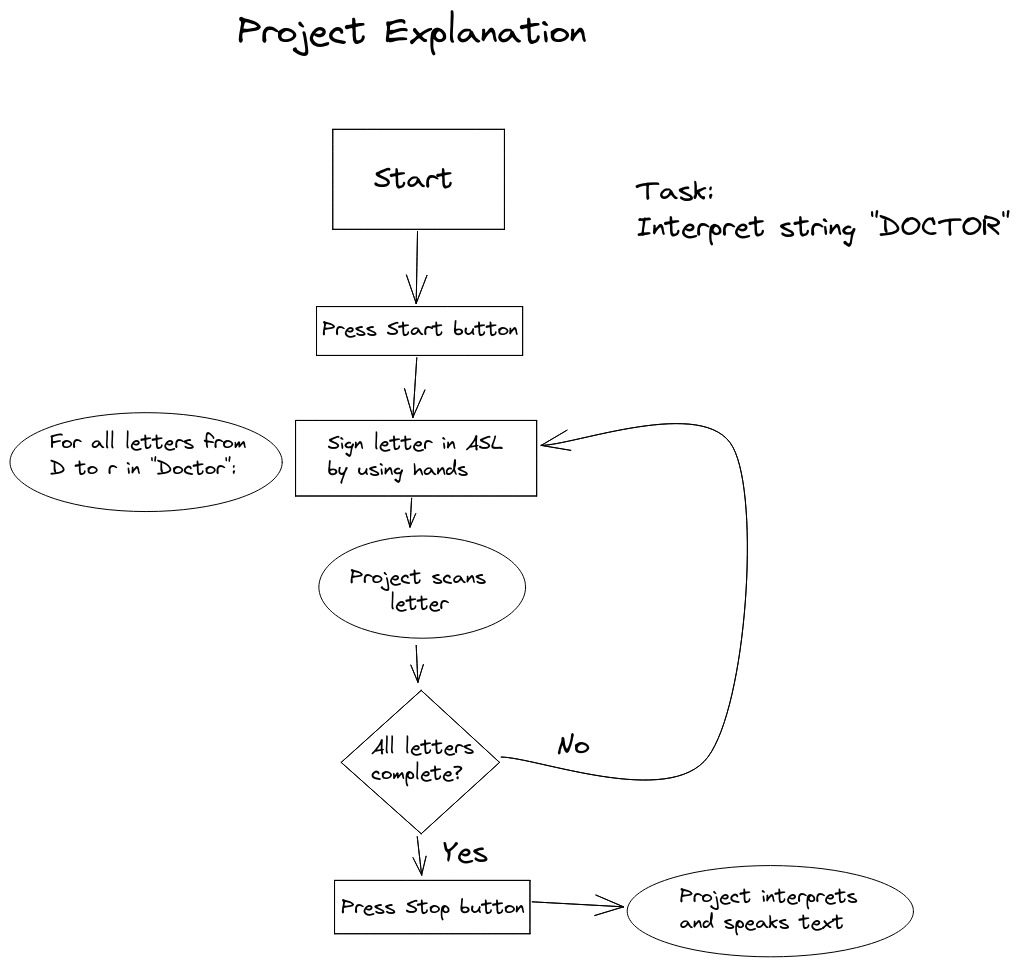 Project Explanation
Start
Task:
Interpret string "DOCTOR"
Press Start button
For all letters from
D to r in "Doctor":
Sign letter in ASL
by using hands
Project scans
letter
All letters
complete?
No
Yes
Press Stop button
Project interprets
and speaks text